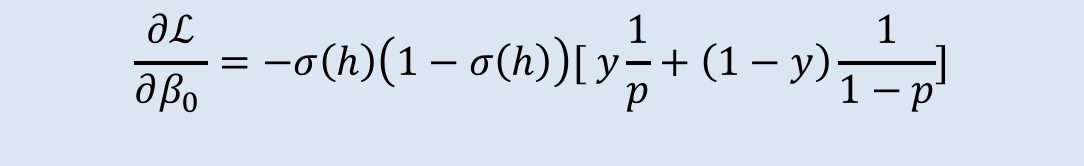 ∂ℒ/∂β₀ = −σ(h)(1 − σ(h))[ y 1/p + (1 − y) 1/(1 − p)]